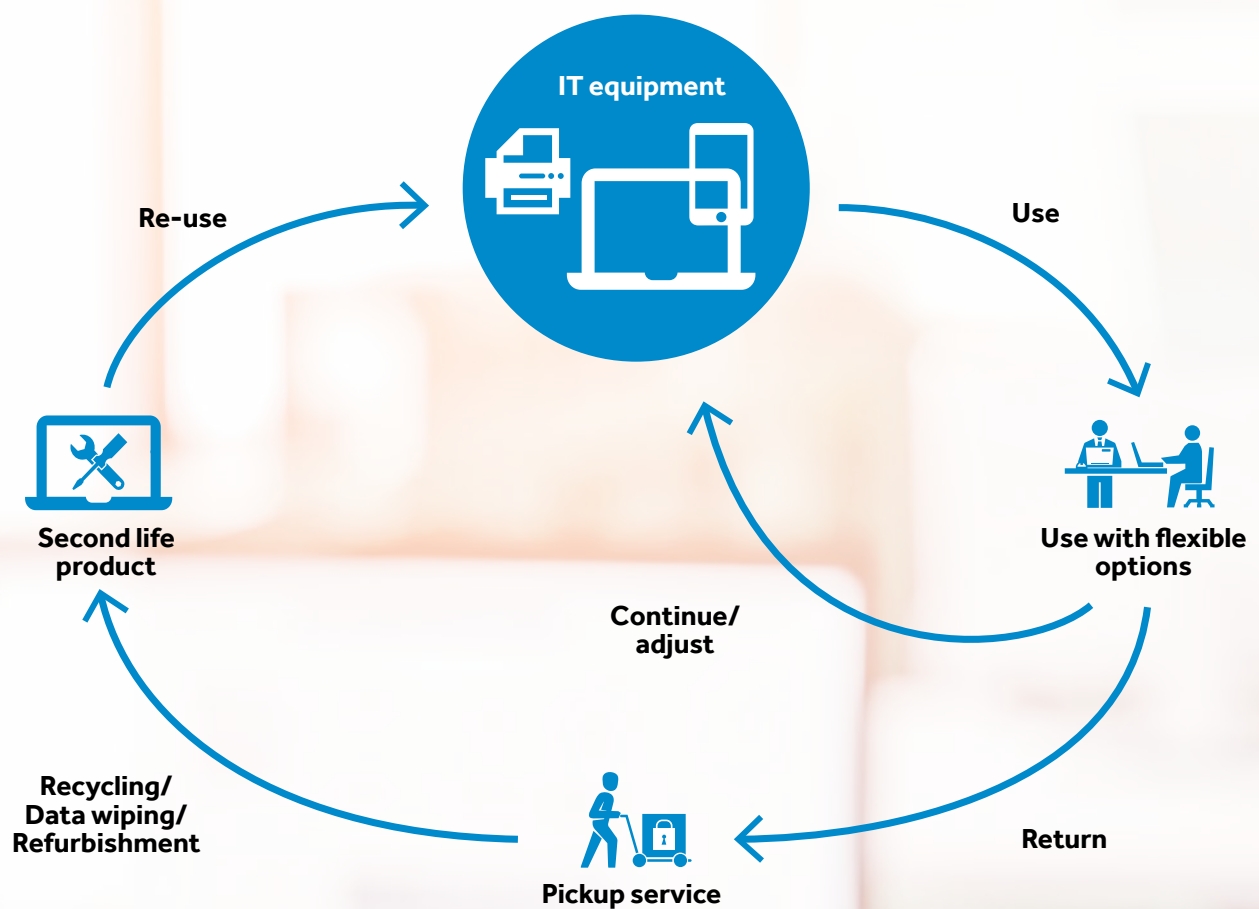 IT equipment
Re-use
Use
Second life
product
Use with flexible
options
Continue/
adjust
Recycling/
Data wiping/
Refurbishment
Return
Pickup service